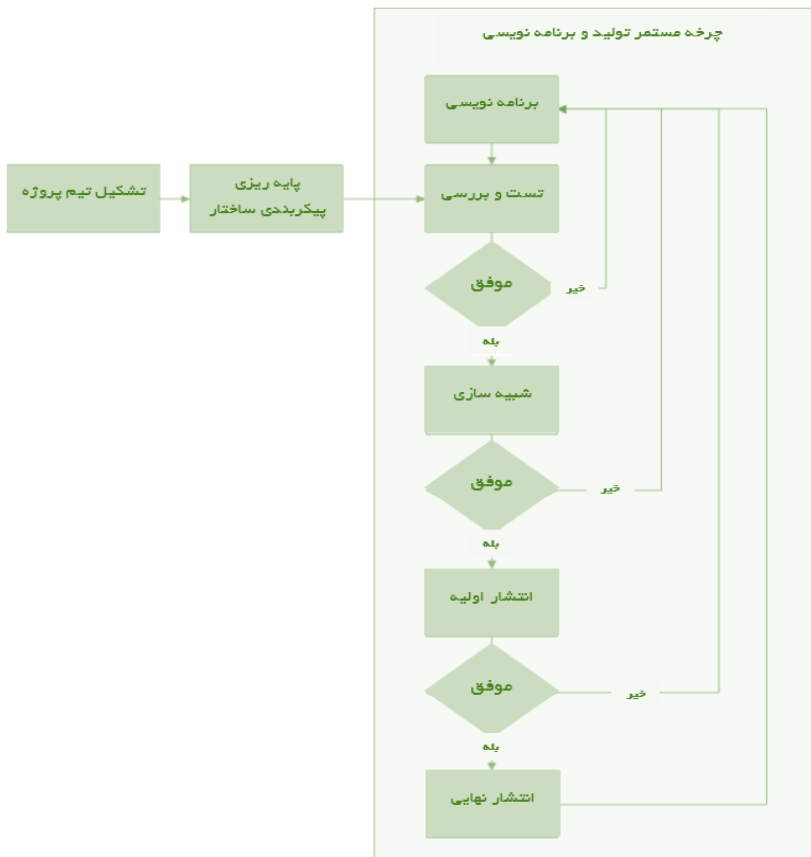 چرخه مستمر تولید و برنامه نویسی
برنامه نویسی
تشکیل تیم پروژه
پایه ریزی
پیکربندی ساختار
تست و بررسی
موفق
خیر
بله
شبیه سازی
موفق
خیر
بله
انتشار اولیه
موفق
خیر
بله
انتشار نهایی